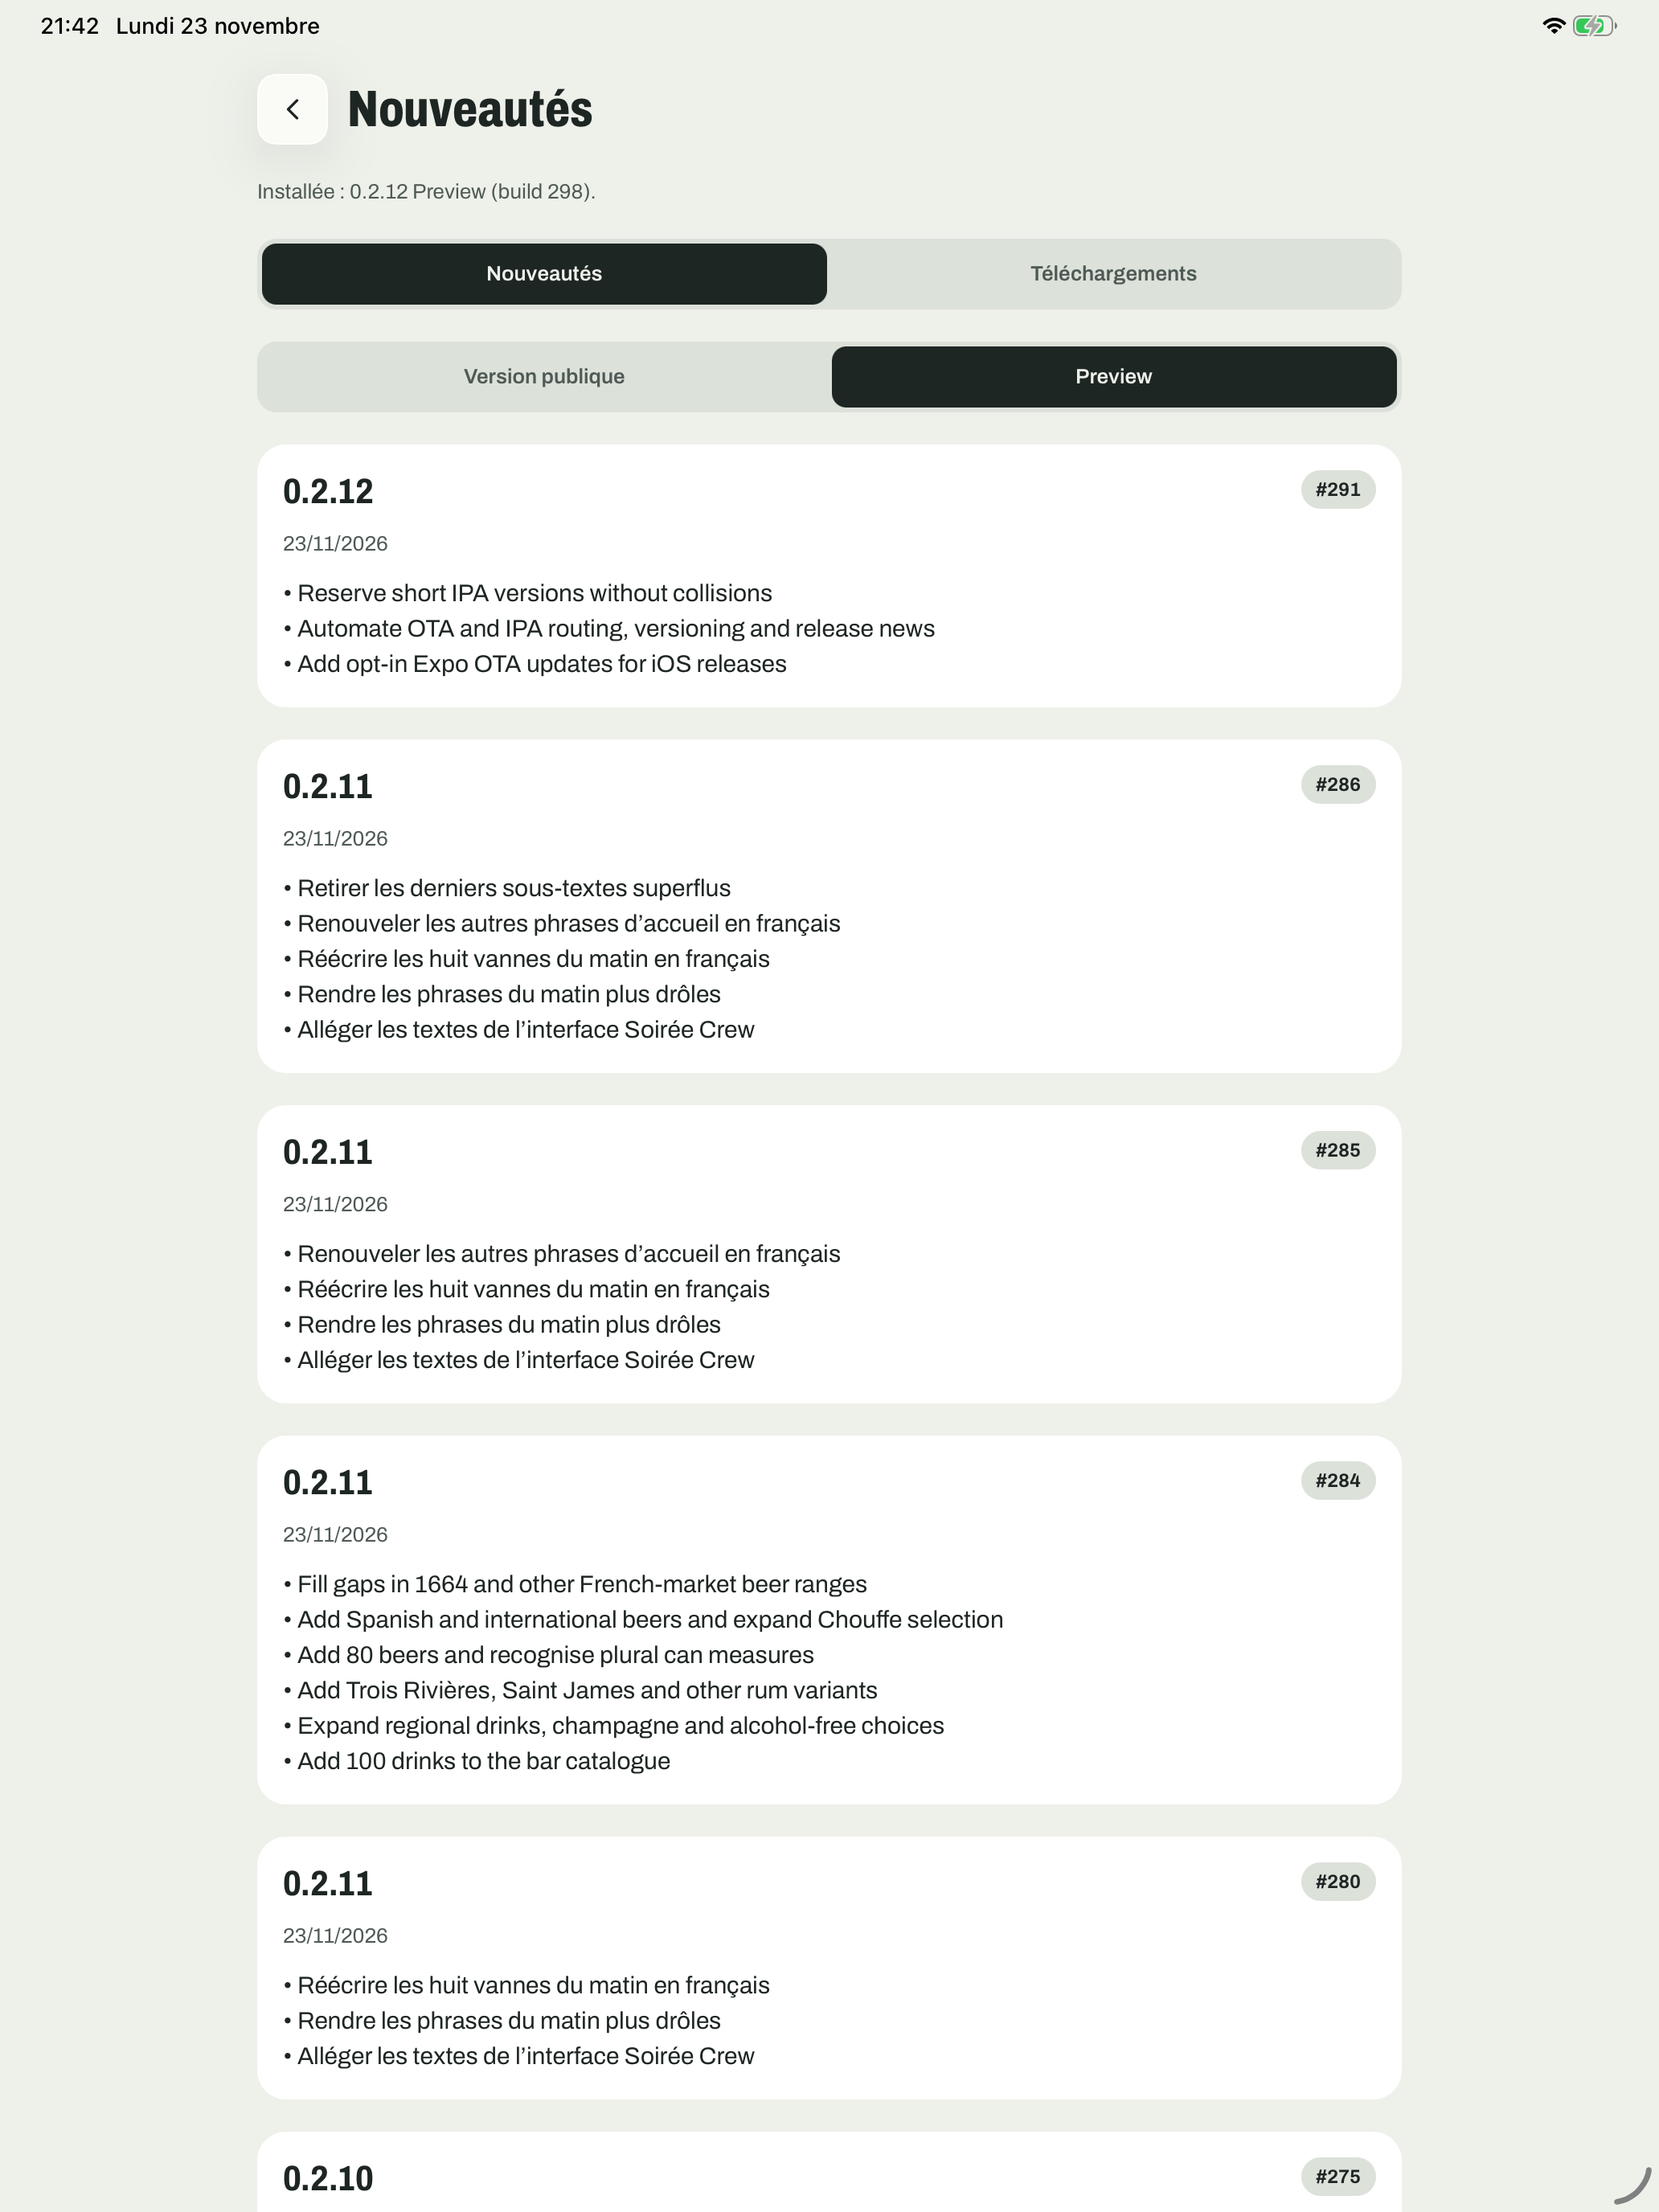 21:42 Lundi 23 novembre
Nouveautés
Installée : 0.2.12 Preview (build 298).
Nouveautés
Téléchargements
Version publique
Preview
0.2.12
#291
23/11/2026
• Reserve short IPA versions without collisions
• Automate OTA and IPA routing, versioning and release news
• Add opt-in Expo OTA updates for iOS releases
0.2.11
#286
23/11/2026
• Retirer les derniers sous-textes superflus
• Renouveler les autres phrases d’accueil en français
• Réécrire les huit vannes du matin en français
• Rendre les phrases du matin plus drôles
• Alléger les textes de l’interface Soirée Crew
0.2.11
#285
23/11/2026
• Renouveler les autres phrases d’accueil en français
• Réécrire les huit vannes du matin en français
• Rendre les phrases du matin plus drôles
• Alléger les textes de l’interface Soirée Crew
0.2.11
#284
23/11/2026
• Fill gaps in 1664 and other French-market beer ranges
• Add Spanish and international beers and expand Chouffe selection
• Add 80 beers and recognise plural can measures
• Add Trois Rivières, Saint James and other rum variants
• Expand regional drinks, champagne and alcohol-free choices
• Add 100 drinks to the bar catalogue
0.2.11
#280
23/11/2026
• Réécrire les huit vannes du matin en français
• Rendre les phrases du matin plus drôles
• Alléger les textes de l’interface Soirée Crew
0.2.10
#275